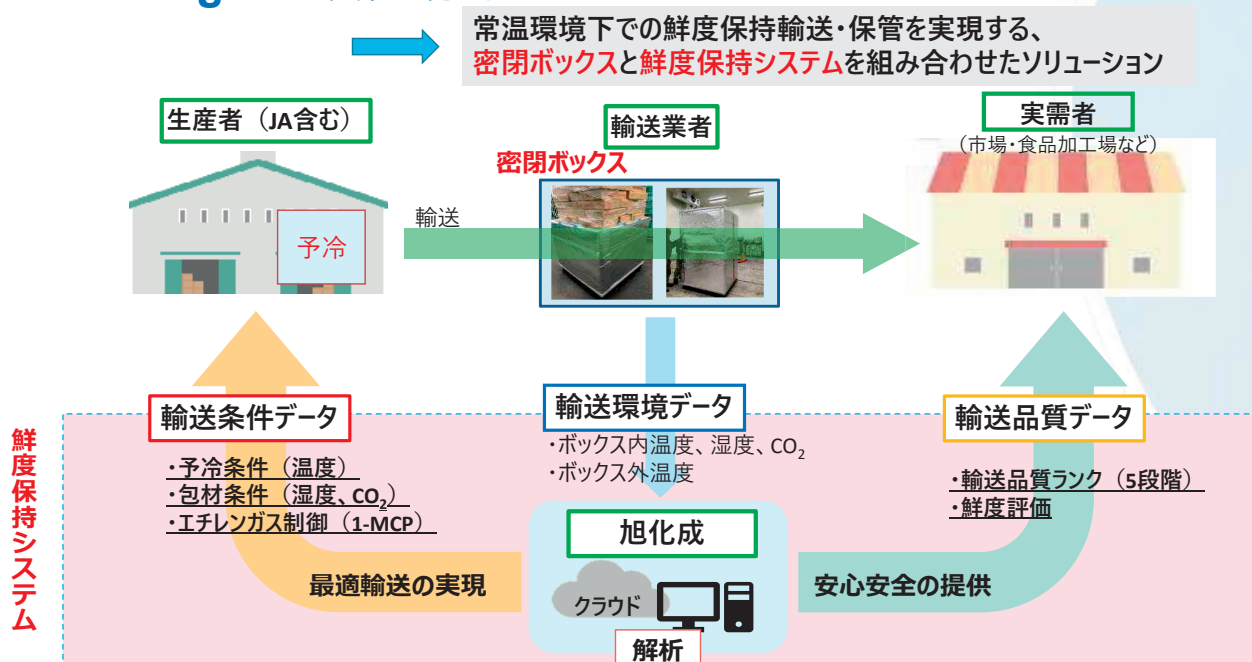 常温環境下での鮮度保持輸送・保管を実現する、
密閉ボックスと鮮度保持システムを組み合わせたソリューション
生産者（JA含む）
輸送業者
実需者
（市場・食品加工場など）
密閉ボックス
予冷
輸送
輸送条件データ
輸送環境データ
輸送品質データ
・予冷条件（温度）
・包材条件（湿度、CO₂）
・エチレンガス制御（1-MCP）
・ボックス内温度、湿度、CO₂
・ボックス外温度
・輸送品質ランク（5段階）
・鮮度評価
鮮度保持システム
旭化成
最適輸送の実現
クラウド
安心安全の提供
解析